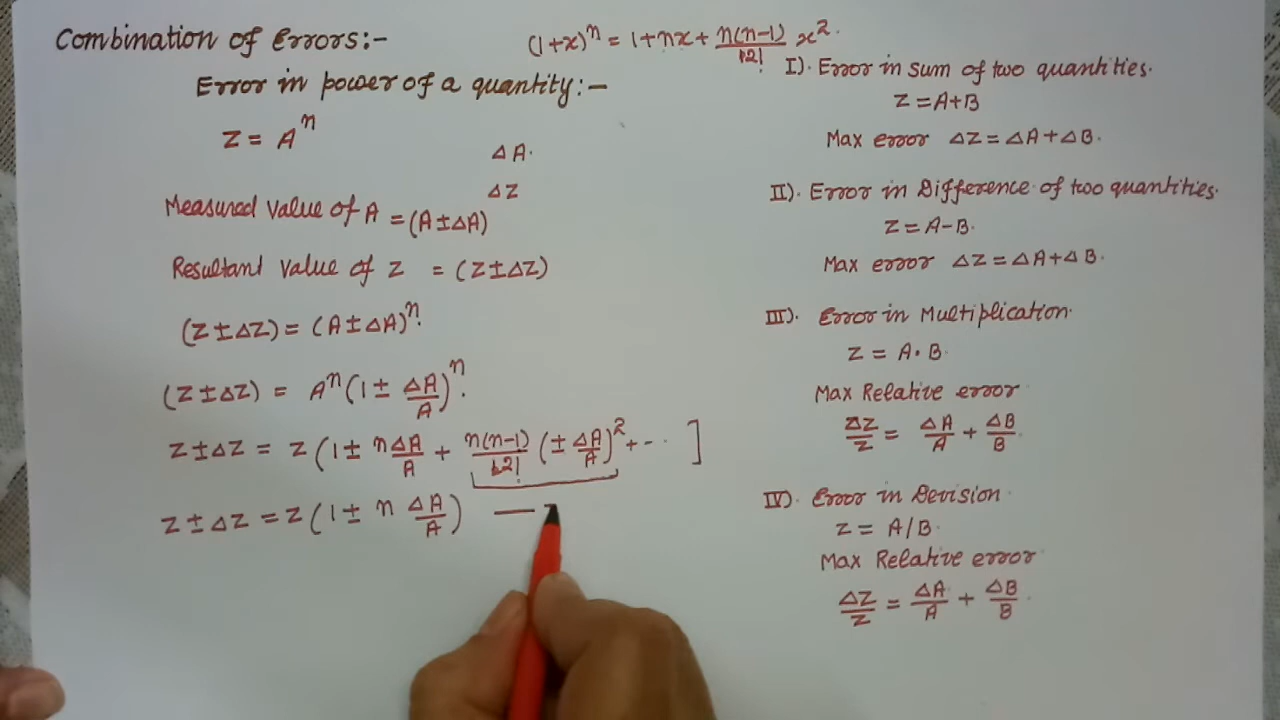 Combination of Errors:-
(1+x)ⁿ = 1+nx+ n(n-1)/2! x².
Error in power of a quantity:-
Z = Aⁿ
ΔA.
ΔZ
Measured value of A = (A±ΔA)
Resultant value of Z = (Z±ΔZ)
(Z±ΔZ) = (A±ΔA)ⁿ.
(Z±ΔZ) = Aⁿ(1± ΔA/A)ⁿ.
Z±ΔZ = Z(1± nΔA/A + n(n-1)/2! (± ΔA/A)² + -- ]
Z±ΔZ = Z(1± n ΔA/A) —
I). Error in sum of two quantities.
Z = A+B
Max error ΔZ = ΔA+ΔB.
II). Error in Difference of two quantities.
Z = A-B.
Max error ΔZ = ΔA+ΔB.
III). Error in Multiplication.
Z = A·B.
Max Relative error
ΔZ/Z = ΔA/A + ΔB/B.
IV). Error in Devision.
Z = A/B.
Max Relative error
ΔZ/Z = ΔA/A + ΔB/B.